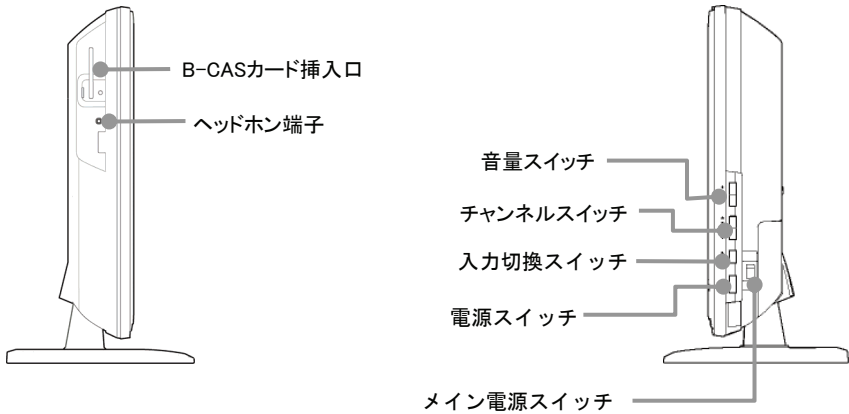 B-CASカード挿入口
ヘッドホン端子
音量スイッチ
チャンネルスイッチ
入力切換スイッチ
電源スイッチ
メイン電源スイッチ